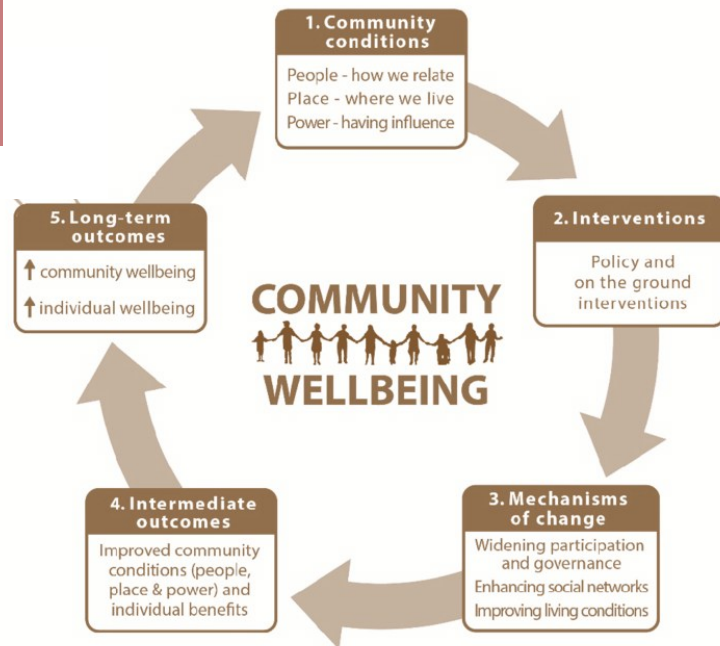 1. Community
conditions
People - how we relate
Place - where we live
Power - having influence
2. Interventions
Policy and
on the ground
interventions
3. Mechanisms
of change
Widening participation
and governance
Enhancing social networks
Improving living conditions
4. Intermediate
outcomes
Improved community
conditions (people,
place & power) and
individual benefits
5. Long-term
outcomes
↑ community wellbeing
↑ individual wellbeing
COMMUNITY
WELLBEING